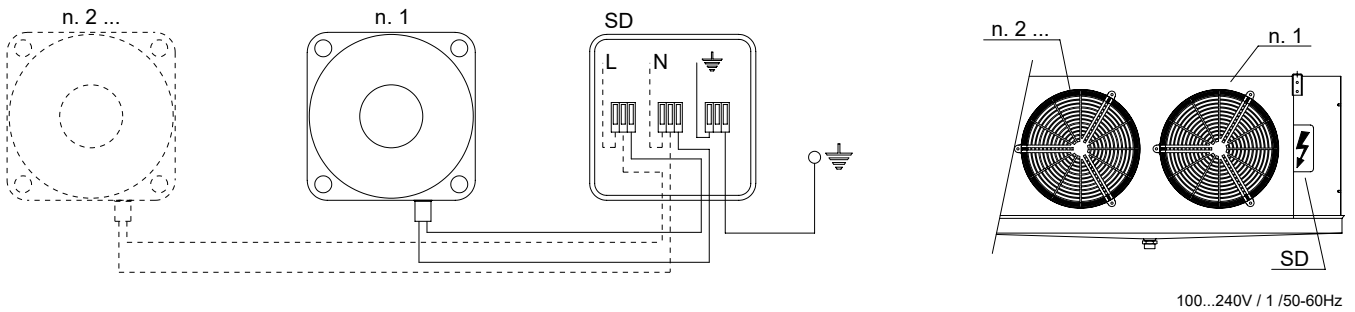 n. 2 ...
n. 1
SD
L
N
n. 2 ...
n. 1
SD
100...240V / 1 /50-60Hz